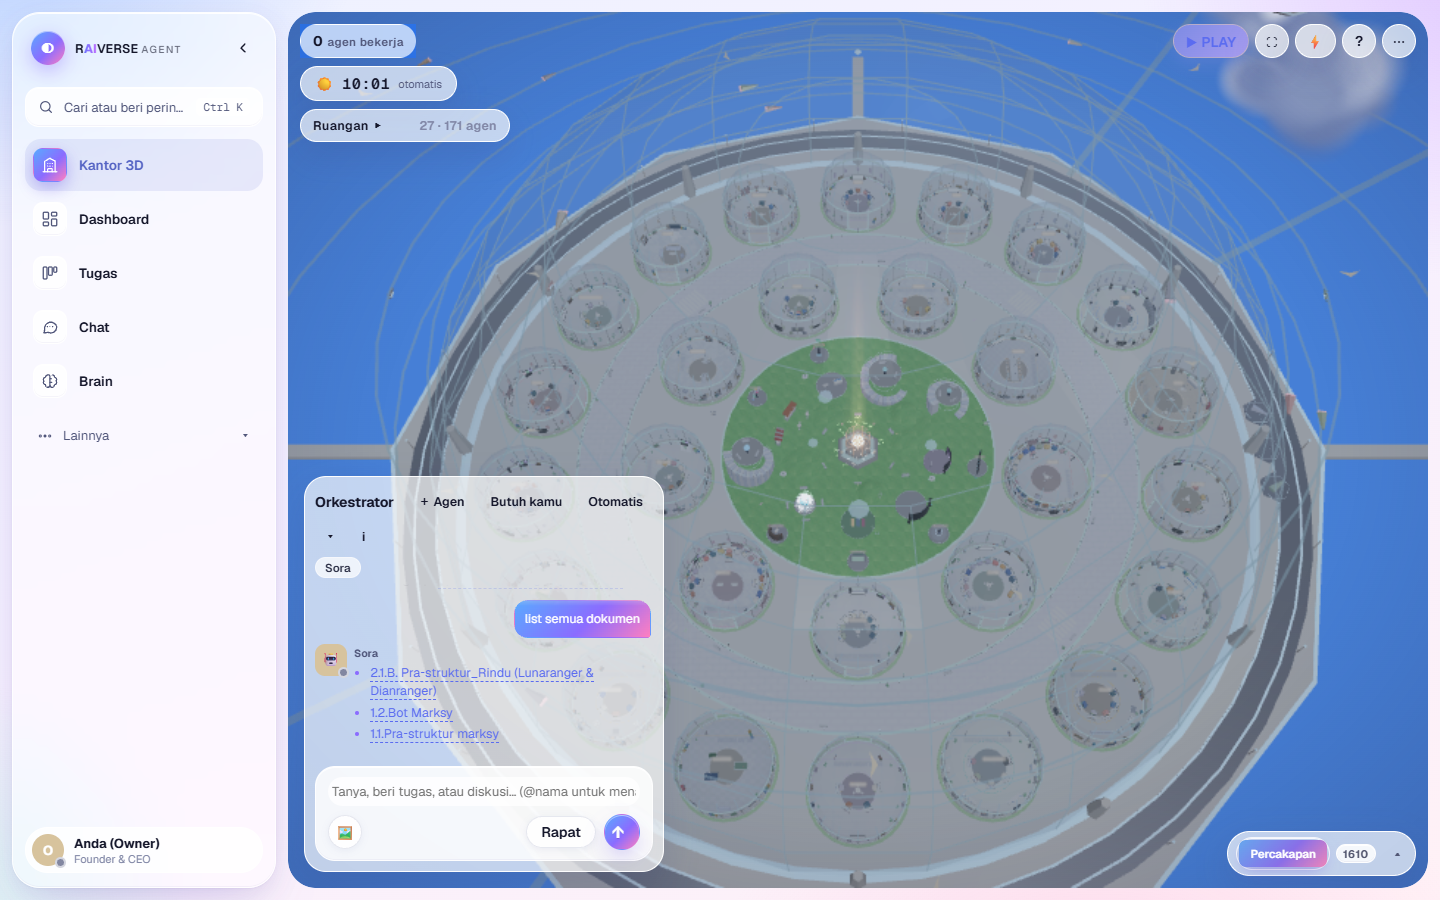 RAIVERSE AGENT
Cari atau beri perin... Ctrl K
Kantor 3D
Dashboard
Tugas
Chat
Brain
Lainnya
O
Anda (Owner)
Founder & CEO
0 agen bekerja
10:01 otomatis
Ruangan ▸ 27 · 171 agen
▶ PLAY
?
Orkestrator + Agen Butuh kamu Otomatis
i
Sora
list semua dokumen
Sora
2.1.B. Pra-struktur_Rindu (Lunaranger &
Dianranger)
1.2.Bot Marksy
1.1.Pra-struktur marksy
Tanya, beri tugas, atau diskusi... (@nama untuk men
Rapat
Percakapan 1610